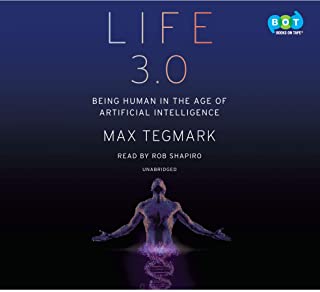 LIFE
3.0
BOT
BOOKS ON TAPE
BEING HUMAN IN THE AGE OF
ARTIFICIAL INTELLIGENCE
MAX TEGMARK
READ BY ROB SHAPIRO
UNABRIDGED